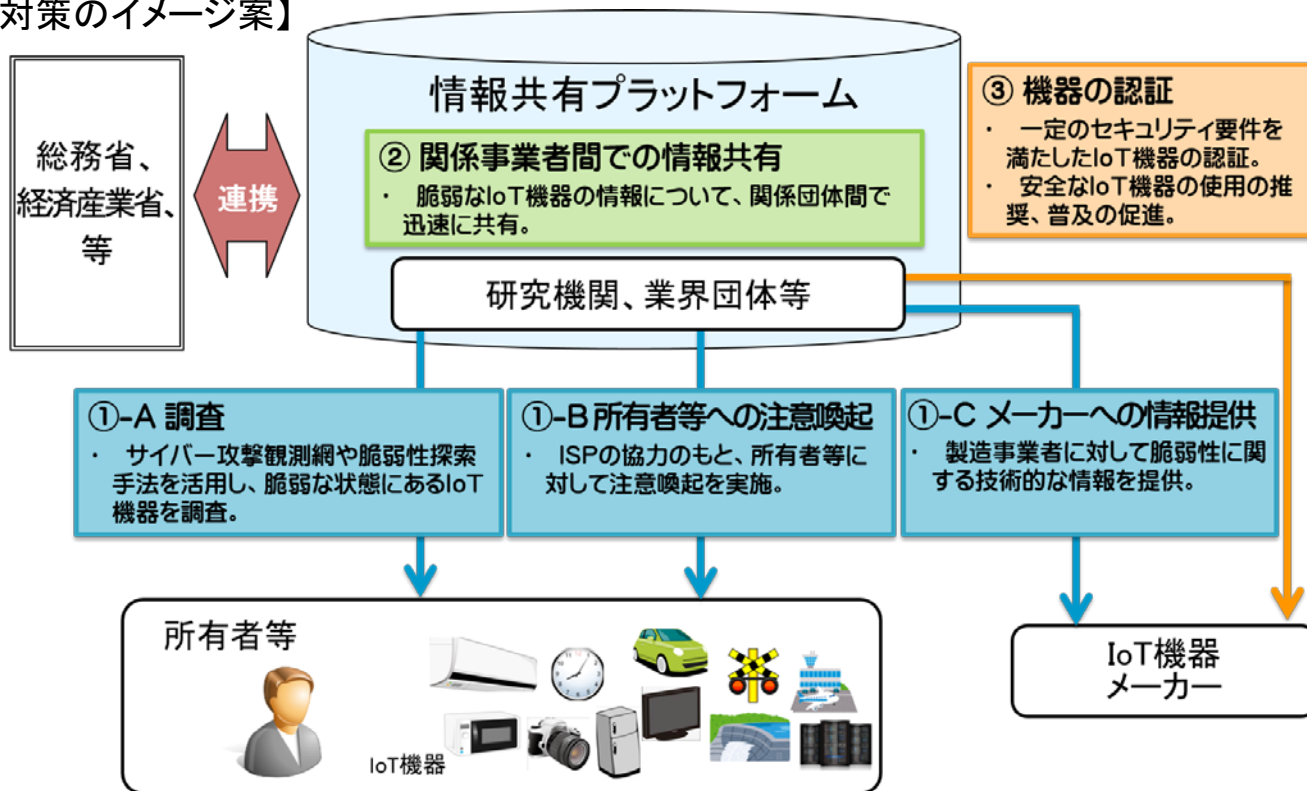 対策のイメージ案】
情報共有プラットフォーム
総務省、
経済産業省、
等
連携
② 関係事業者間での情報共有
・ 脆弱なIoT機器の情報について、関係団体間で
迅速に共有。
研究機関、業界団体等
③ 機器の認証
・ 一定のセキュリティ要件を
満たしたIoT機器の認証。
・ 安全なIoT機器の使用の推
奨、普及の促進。
①-A 調査
・ サイバー攻撃観測網や脆弱性探索
手法を活用し、脆弱な状態にあるIoT
機器を調査。
①-B 所有者等への注意喚起
・ ISPの協力のもと、所有者等に
対して注意喚起を実施。
①-C メーカーへの情報提供
・ 製造事業者に対して脆弱性に関
する技術的な情報を提供。
所有者等
IoT機器
IoT機器
メーカー